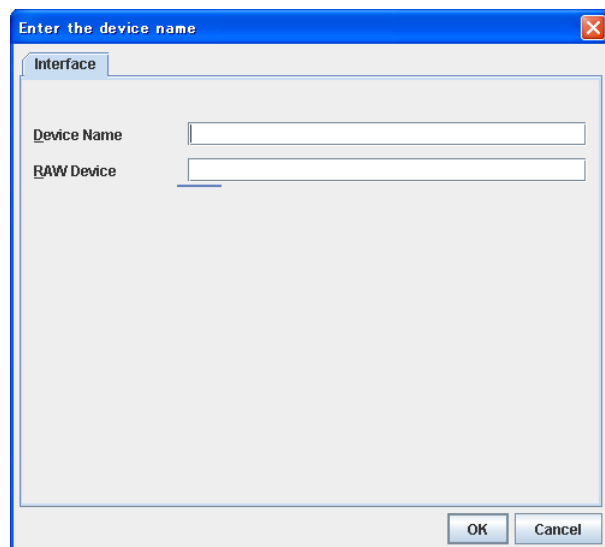 Enter the device name
Interface
Device Name
RAW Device
OK Cancel